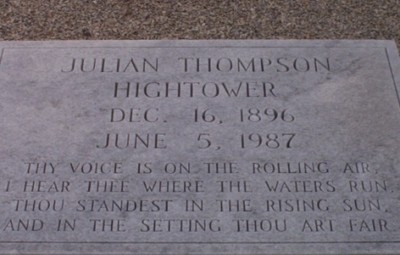 JULIAN THOMPSON
HIGHTOWER
DEC. 16, 1896
JUNE 5, 1987
THY VOICE IS ON THE ROLLING AIR,
I HEAR THEE WHERE THE WATERS RUN
THOU STANDEST IN THE RISING SUN,
AND IN THE SETTING THOU ART FAIR